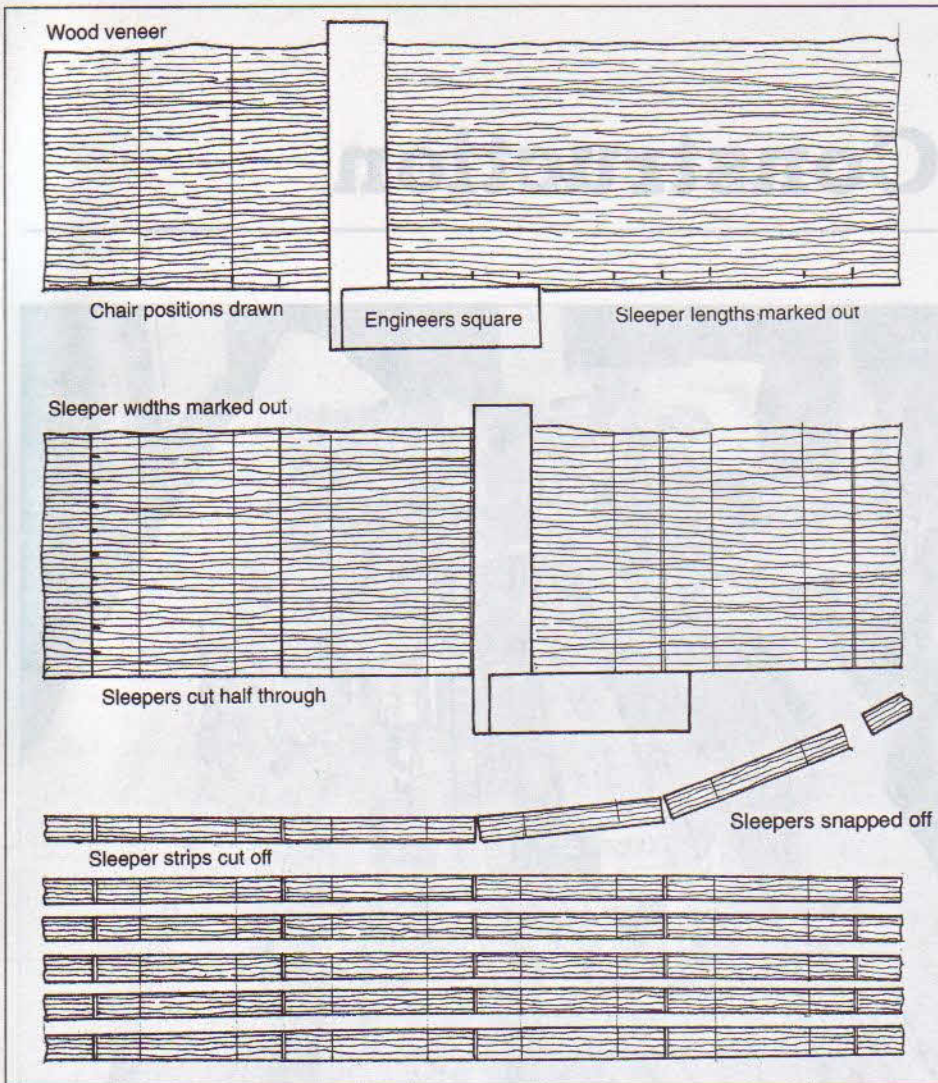 Wood veneer
Chair positions drawn
Engineers square
Sleeper lengths marked out
Sleeper widths marked out
Sleepers cut half through
Sleepers snapped off
Sleeper strips cut off
Construction